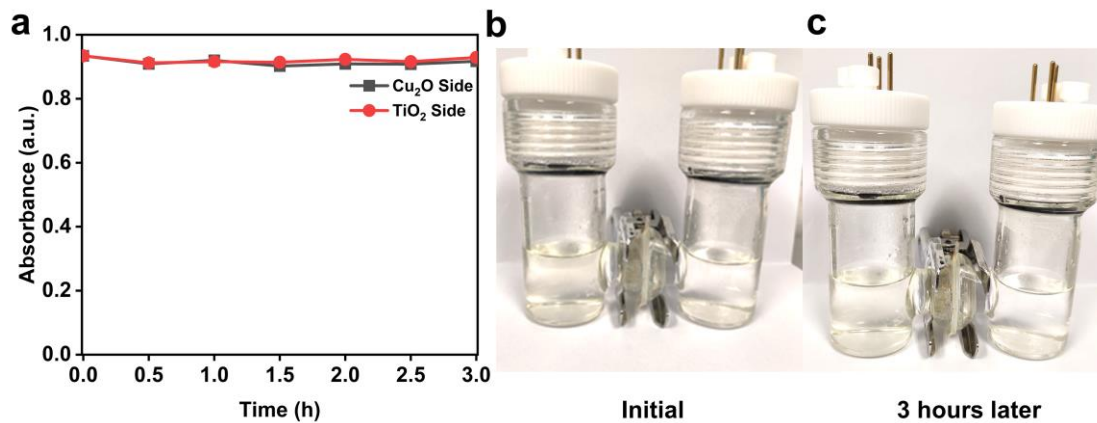 a
b
c
Absorbance (a.u.)
1.0
0.8
0.6
0.4
0.2
0.0
Cu₂O Side
TiO₂ Side
0.0 0.5 1.0 1.5 2.0 2.5 3.0
Time (h)
Initial
3 hours later